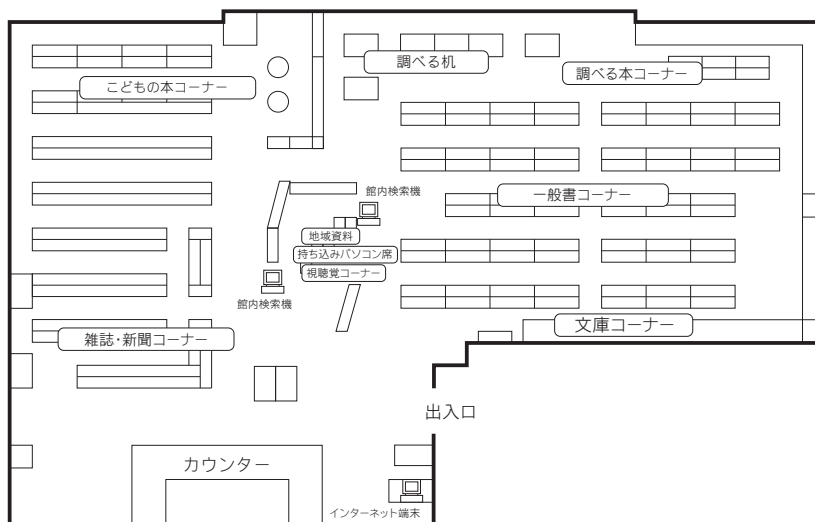 調べる机
調べる本コーナー
こどもの本コーナー
館内検索機
一般書コーナー
地域資料
持ち込みパソコン席
視聴覚コーナー
館内検索機
文庫コーナー
雑誌・新聞コーナー
出入口
カウンター
インターネット端末